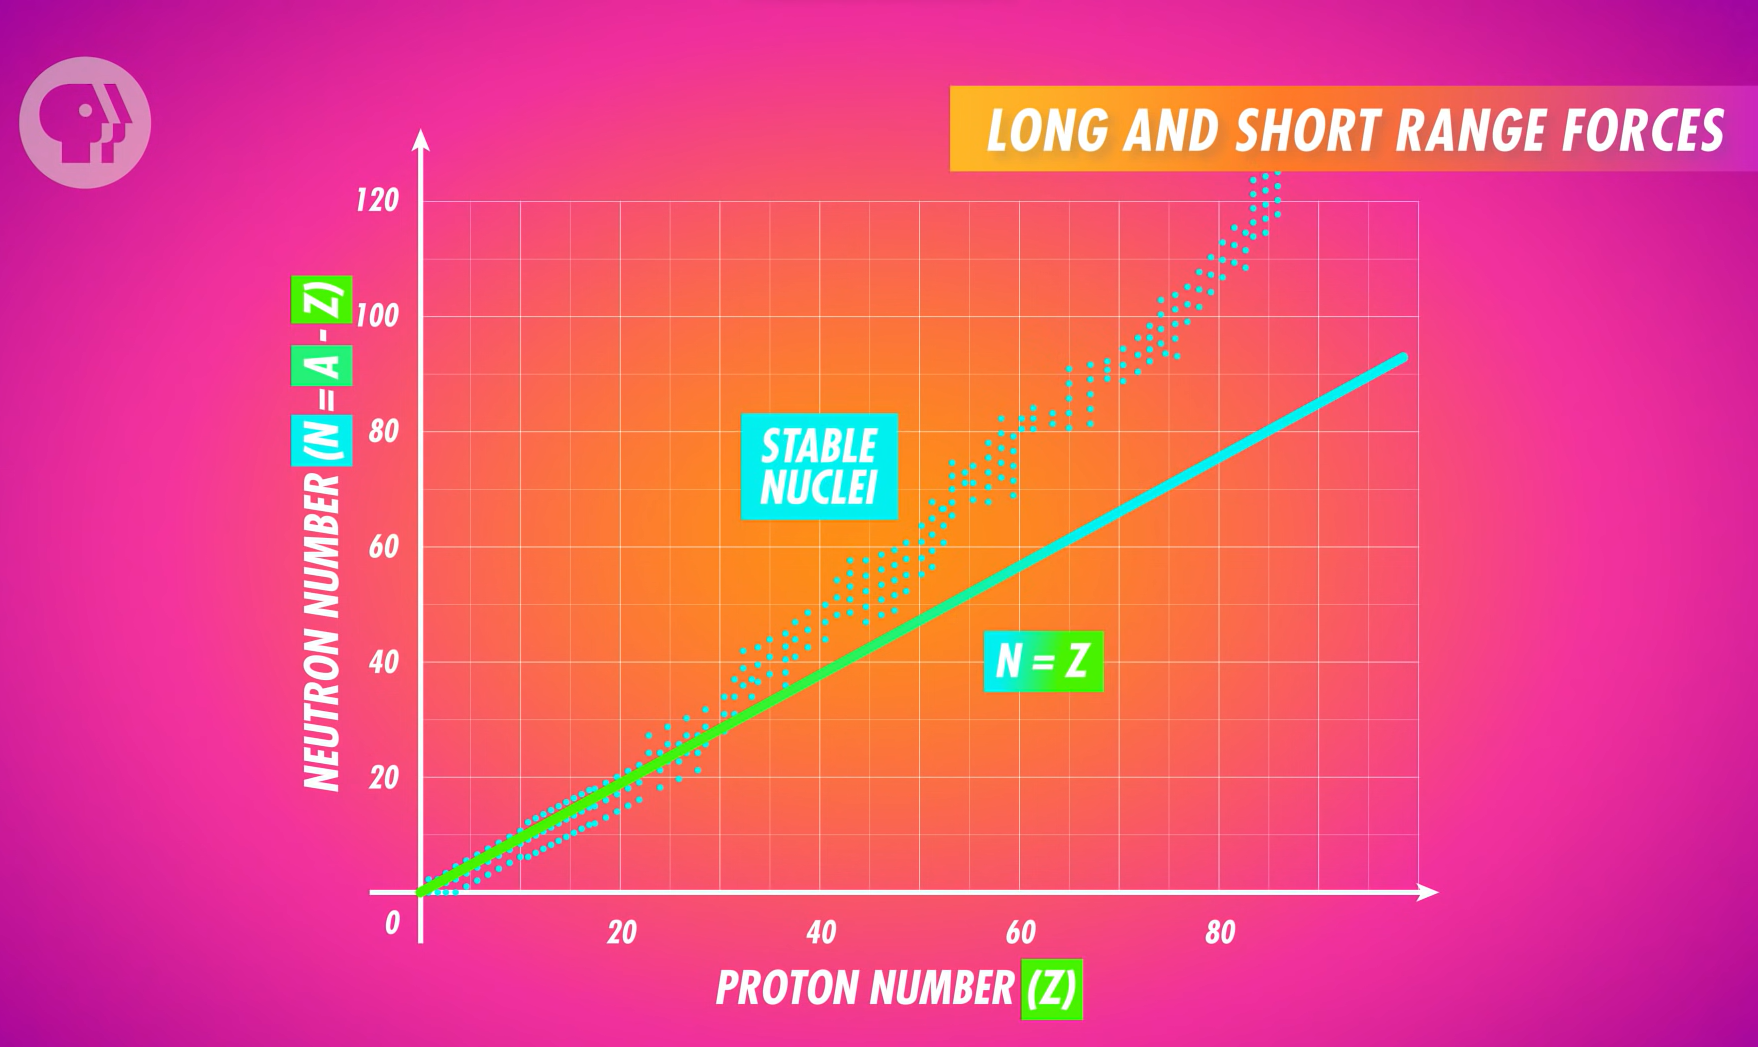 LONG AND SHORT RANGE FORCES
NEUTRON NUMBER (N = A - Z)
120
100
80
60
40
20
0
STABLE
NUCLEI
N = Z
20
40
60
80
PROTON NUMBER (Z)